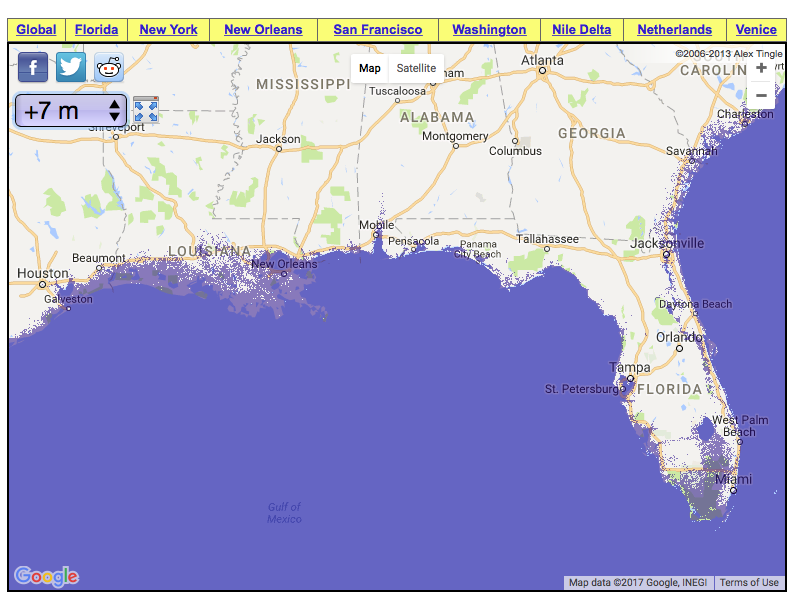 Global Florida New York New Orleans San Francisco Washington Nile Delta Netherlands Venice
©2006-2013 Alex Tingle
f
Map Satellite
+
−
+7 m
Atlanta
CAROLIN
MISSISSIPPI
Tuscaloosa
ALABAMA
Charleston
Shreveport
Jackson
Montgomery
GEORGIA
Columbus
Savannah
Mobile
Pensacola
Panama
City Beach
Tallahassee
Jacksonville
LOUISIANA
Beaumont
New Orleans
Houston
Galveston
Daytona Beach
Orlando
Tampa
St. Petersburg
FLORIDA
West Palm
Beach
Miami
Gulf of
Mexico
Google
Map data ©2017 Google, INEGI Terms of Use